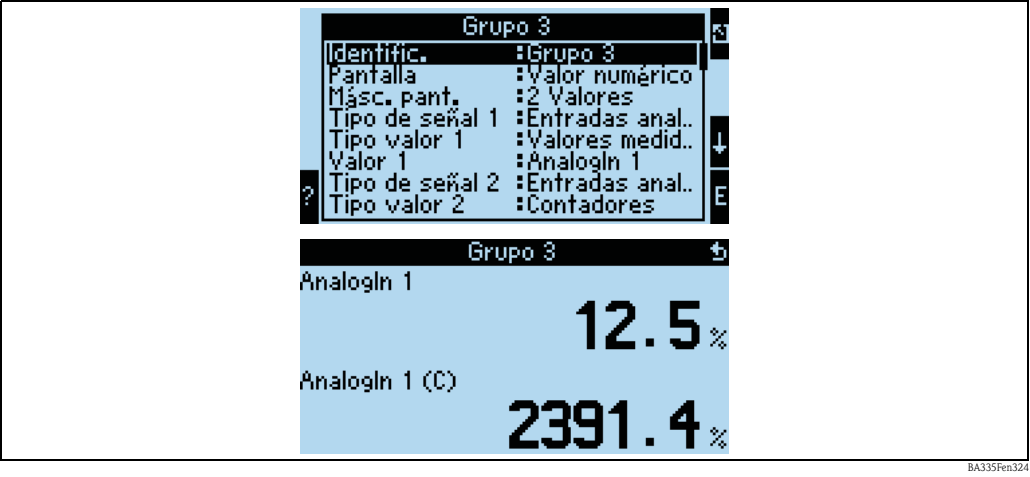 Grupo 3
Identific. :Grupo 3
Pantalla :Valor numérico
Másc. pant. :2 Valores
Tipo de señal 1 :Entradas anal..
Tipo valor 1 :Valores medid..
Valor 1 :AnalogIn 1
Tipo de señal 2 :Entradas anal..
? Tipo valor 2 :Contadores E
Grupo 3
AnalogIn 1
12.5 %
AnalogIn 1 (C)
2391.4 %
BA335Fen324